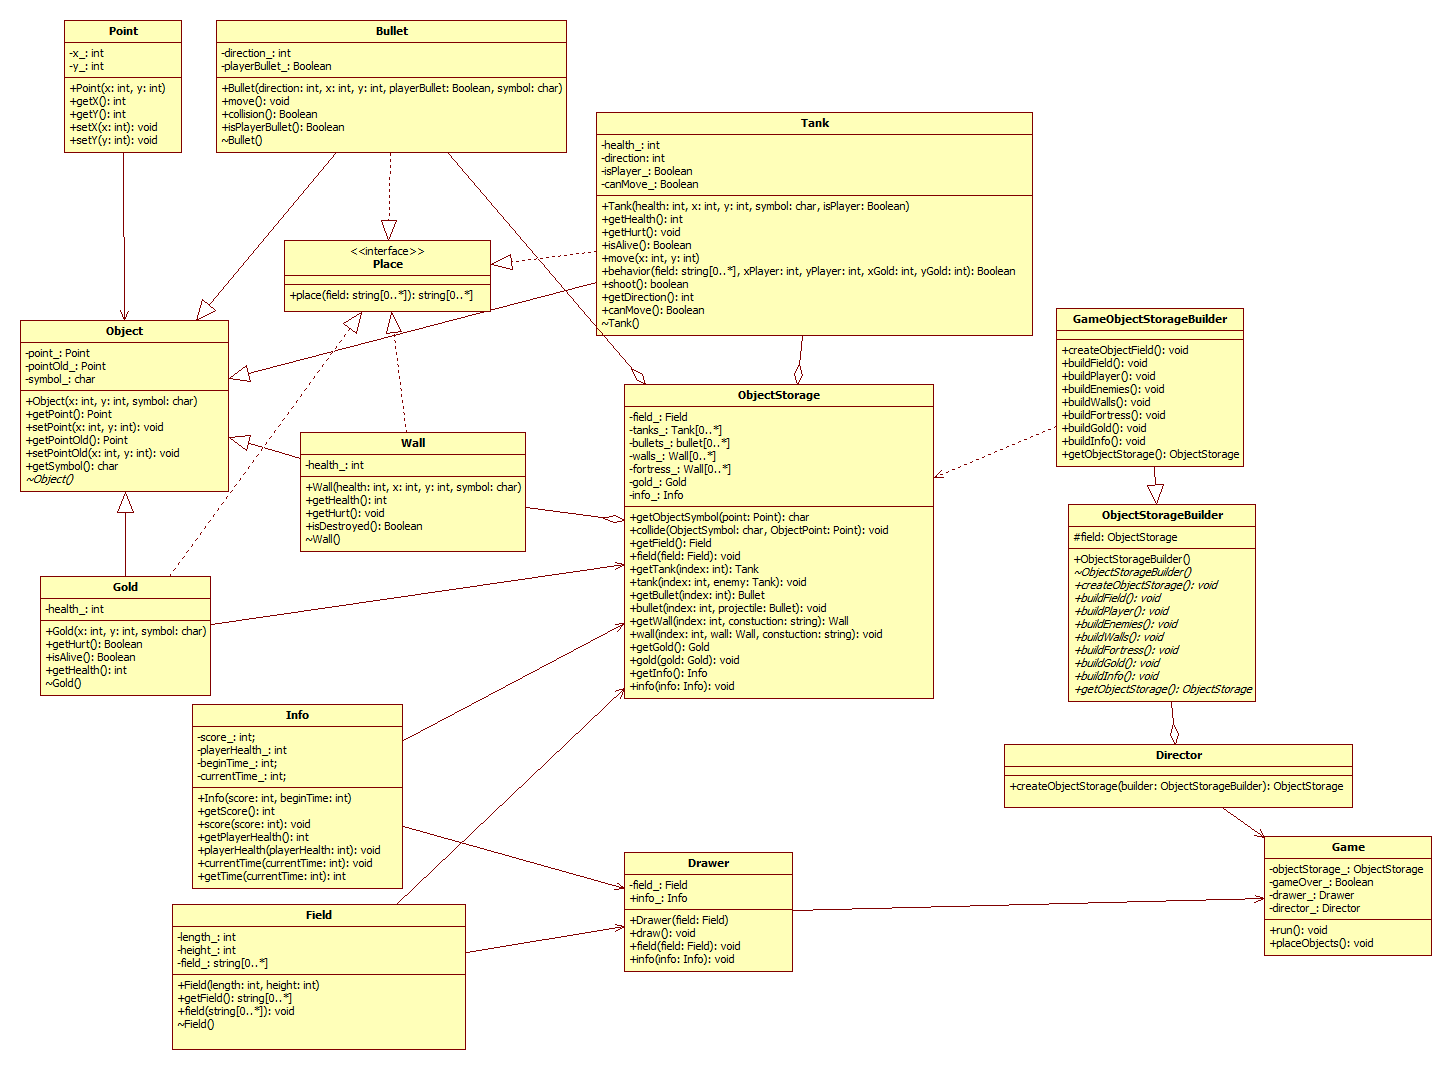 Point
-x_: int
-y_: int
+Point(x: int, y: int)
+getX(): int
+getY(): int
+setX(x: int): void
+setY(y: int): void
Bullet
-direction_: int
-playerBullet_: Boolean
+Bullet(direction: int, x: int, y: int, playerBullet: Boolean, symbol: char)
+move(): void
+collision(): Boolean
+isPlayerBullet(): Boolean
~Bullet()
Tank
-health_: int
-direction: int
-isPlayer_: Boolean
-canMove_: Boolean
+Tank(health: int, x: int, y: int, symbol: char, isPlayer: Boolean)
+getHealth(): int
+getHurt(): void
+isAlive(): Boolean
+move(x: int, y: int)
+behavior(field: string[0..*], xPlayer: int, yPlayer: int, xGold: int, yGold: int): Boolean
+shoot(): boolean
+getDirection(): int
+canMove(): Boolean
~Tank()
<<interface>>
Place
+place(field: string[0..*]): string[0..*]
Object
-point_: Point
-pointOld_: Point
-symbol_: char
+Object(x: int, y: int, symbol: char)
+getPoint(): Point
+setPoint(x: int, y: int): void
+getPointOld(): Point
+setPointOld(x: int, y: int): void
+getSymbol(): char
~Object()
GameObjectStorageBuilder
+createObjectField(): void
+buildField(): void
+buildPlayer(): void
+buildEnemies(): void
+buildWalls(): void
+buildFortress(): void
+buildGold(): void
+buildInfo(): void
+getObjectStorage(): ObjectStorage
ObjectStorage
-field_: Field
-tanks_: Tank[0..*]
-bullets_: bullet[0..*]
-walls_: Wall[0..*]
-fortress_: Wall[0..*]
-gold_: Gold
-info_: Info
+getObjectSymbol(point: Point): char
+collide(ObjectSymbol: char, ObjectPoint: Point): void
+getField(): Field
+field(field: Field): void
+getTank(index: int): Tank
+tank(index: int, enemy: Tank): void
+getBullet(index: int): Bullet
+bullet(index: int, projectile: Bullet): void
+getWall(index: int, constuction: string): Wall
+wall(index: int, wall: Wall, constuction: string): void
+getGold(): Gold
+gold(gold: Gold): void
+getInfo(): Info
+info(info: Info): void
Wall
-health_: int
+Wall(health: int, x: int, y: int, symbol: char)
+getHealth(): int
+getHurt(): void
+isDestroyed(): Boolean
~Wall()
ObjectStorageBuilder
#field: ObjectStorage
+ObjectStorageBuilder()
~ObjectStorageBuilder()
+createObjectStorage(): void
+buildField(): void
+buildPlayer(): void
+buildEnemies(): void
+buildWalls(): void
+buildFortress(): void
+buildGold(): void
+buildInfo(): void
+getObjectStorage(): ObjectStorage
Gold
-health_: int
+Gold(x: int, y: int, symbol: char)
+getHurt(): Boolean
+isAlive(): Boolean
+getHealth(): int
~Gold()
Info
-score_: int;
-playerHealth_: int
-beginTime_: int;
-currentTime_: int;
+Info(score: int, beginTime: int)
+getScore(): int
+score(score: int): void
+getPlayerHealth(): int
+playerHealth(playerHealth: int): void
+currentTime(currentTime: int): void
+getTime(currentTime: int): int
Director
+createObjectStorage(builder: ObjectStorageBuilder): ObjectStorage
Game
-objectStorage_: ObjectStorage
-gameOver_: Boolean
-drawer_: Drawer
-director_: Director
+run(): void
+placeObjects(): void
Drawer
-field_: Field
+info_: Info
+Drawer(field: Field)
+draw(): void
+field(field: Field): void
+info(info: Info): void
Field
-length_: int
-height_: int
-field_: string[0..*]
+Field(length: int, height: int)
+getField(): string[0..*]
+field(string[0..*]): void
~Field()